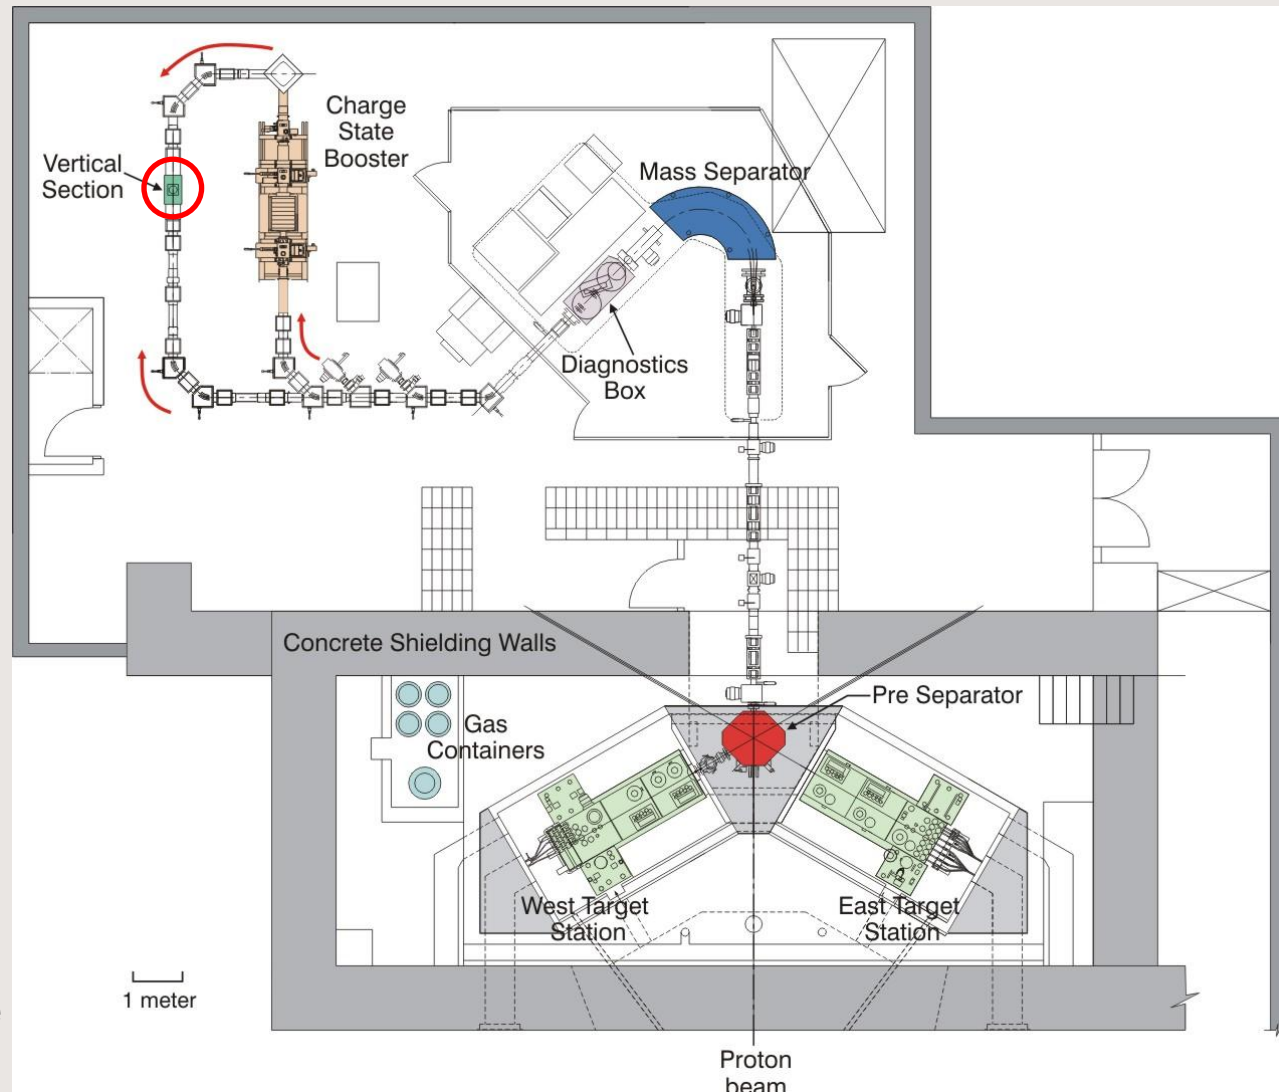 Charge
State
Booster
Vertical
Section
Mass Separator
Diagnostics
Box
Concrete Shielding Walls
Pre Separator
Gas
Containers
West Target
Station
East Target
Station
1 meter
Proton
beam